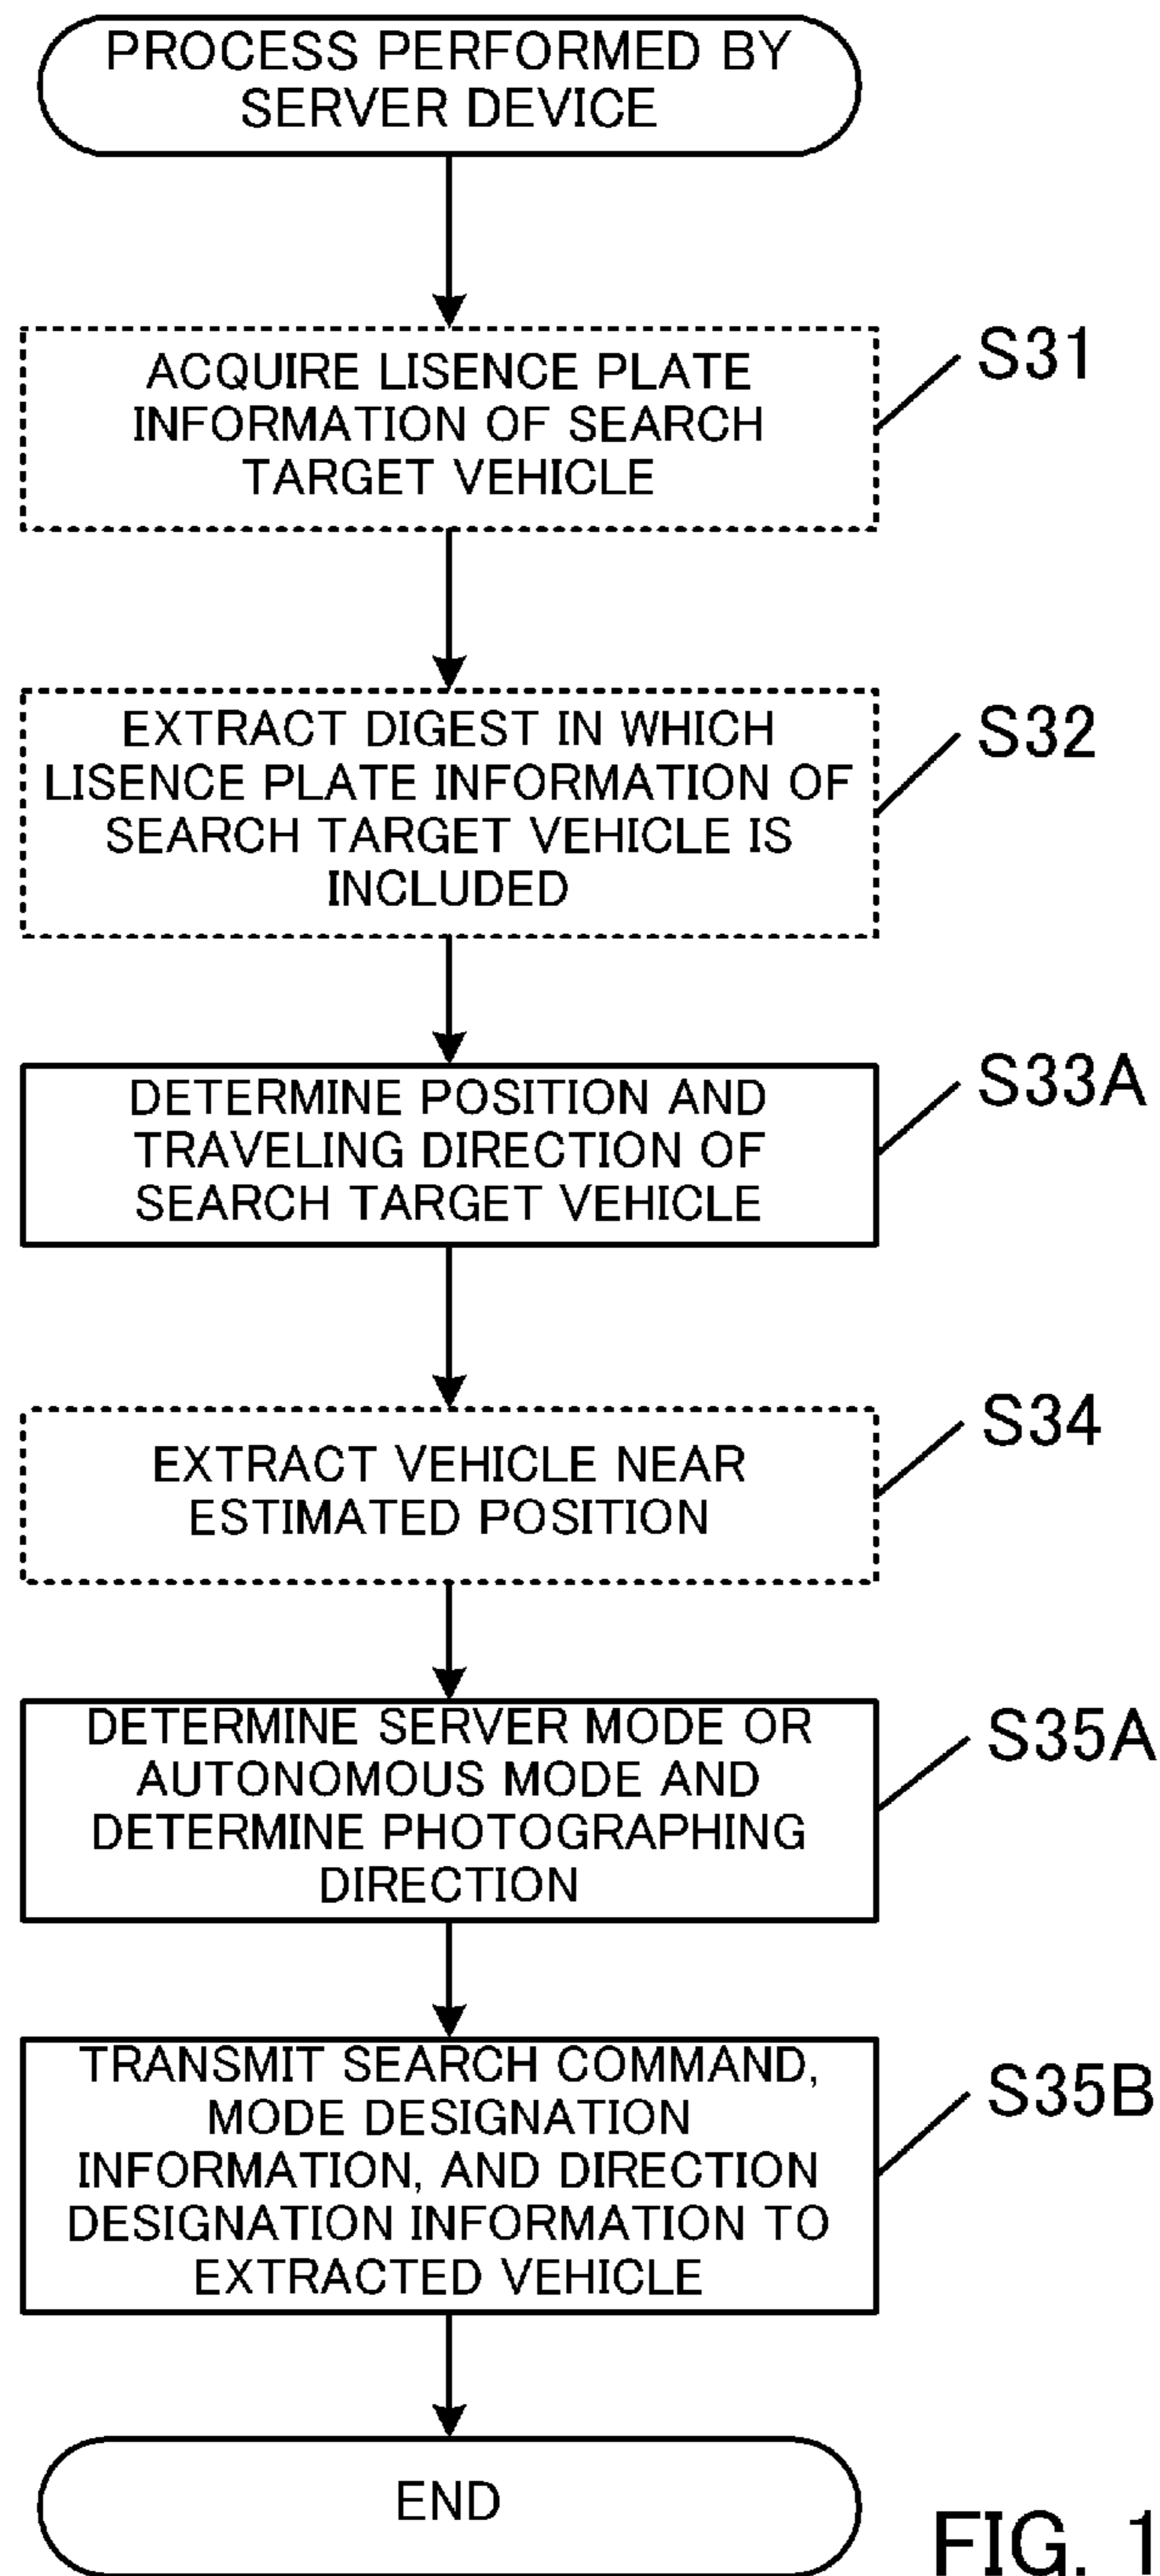 PROCESS PERFORMED BY
SERVER DEVICE
ACQUIRE LISENCE PLATE
INFORMATION OF SEARCH
TARGET VEHICLE
S31
EXTRACT DIGEST IN WHICH
LISENCE PLATE INFORMATION OF
SEARCH TARGET VEHICLE IS
INCLUDED
S32
DETERMINE POSITION AND
TRAVELING DIRECTION OF
SEARCH TARGET VEHICLE
S33A
EXTRACT VEHICLE NEAR
ESTIMATED POSITION
S34
DETERMINE SERVER MODE OR
AUTONOMOUS MODE AND
DETERMINE PHOTOGRAPHING
DIRECTION
S35A
TRANSMIT SEARCH COMMAND,
MODE DESIGNATION
INFORMATION, AND DIRECTION
DESIGNATION INFORMATION TO
EXTRACTED VEHICLE
S35B
END
FIG. 1